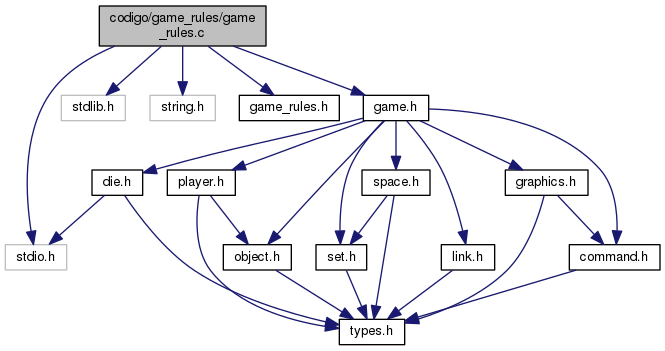 codigo/game_rules/game
_rules.c
stdlib.h
string.h
game_rules.h
game.h
die.h
player.h
space.h
graphics.h
stdio.h
object.h
set.h
link.h
command.h
types.h